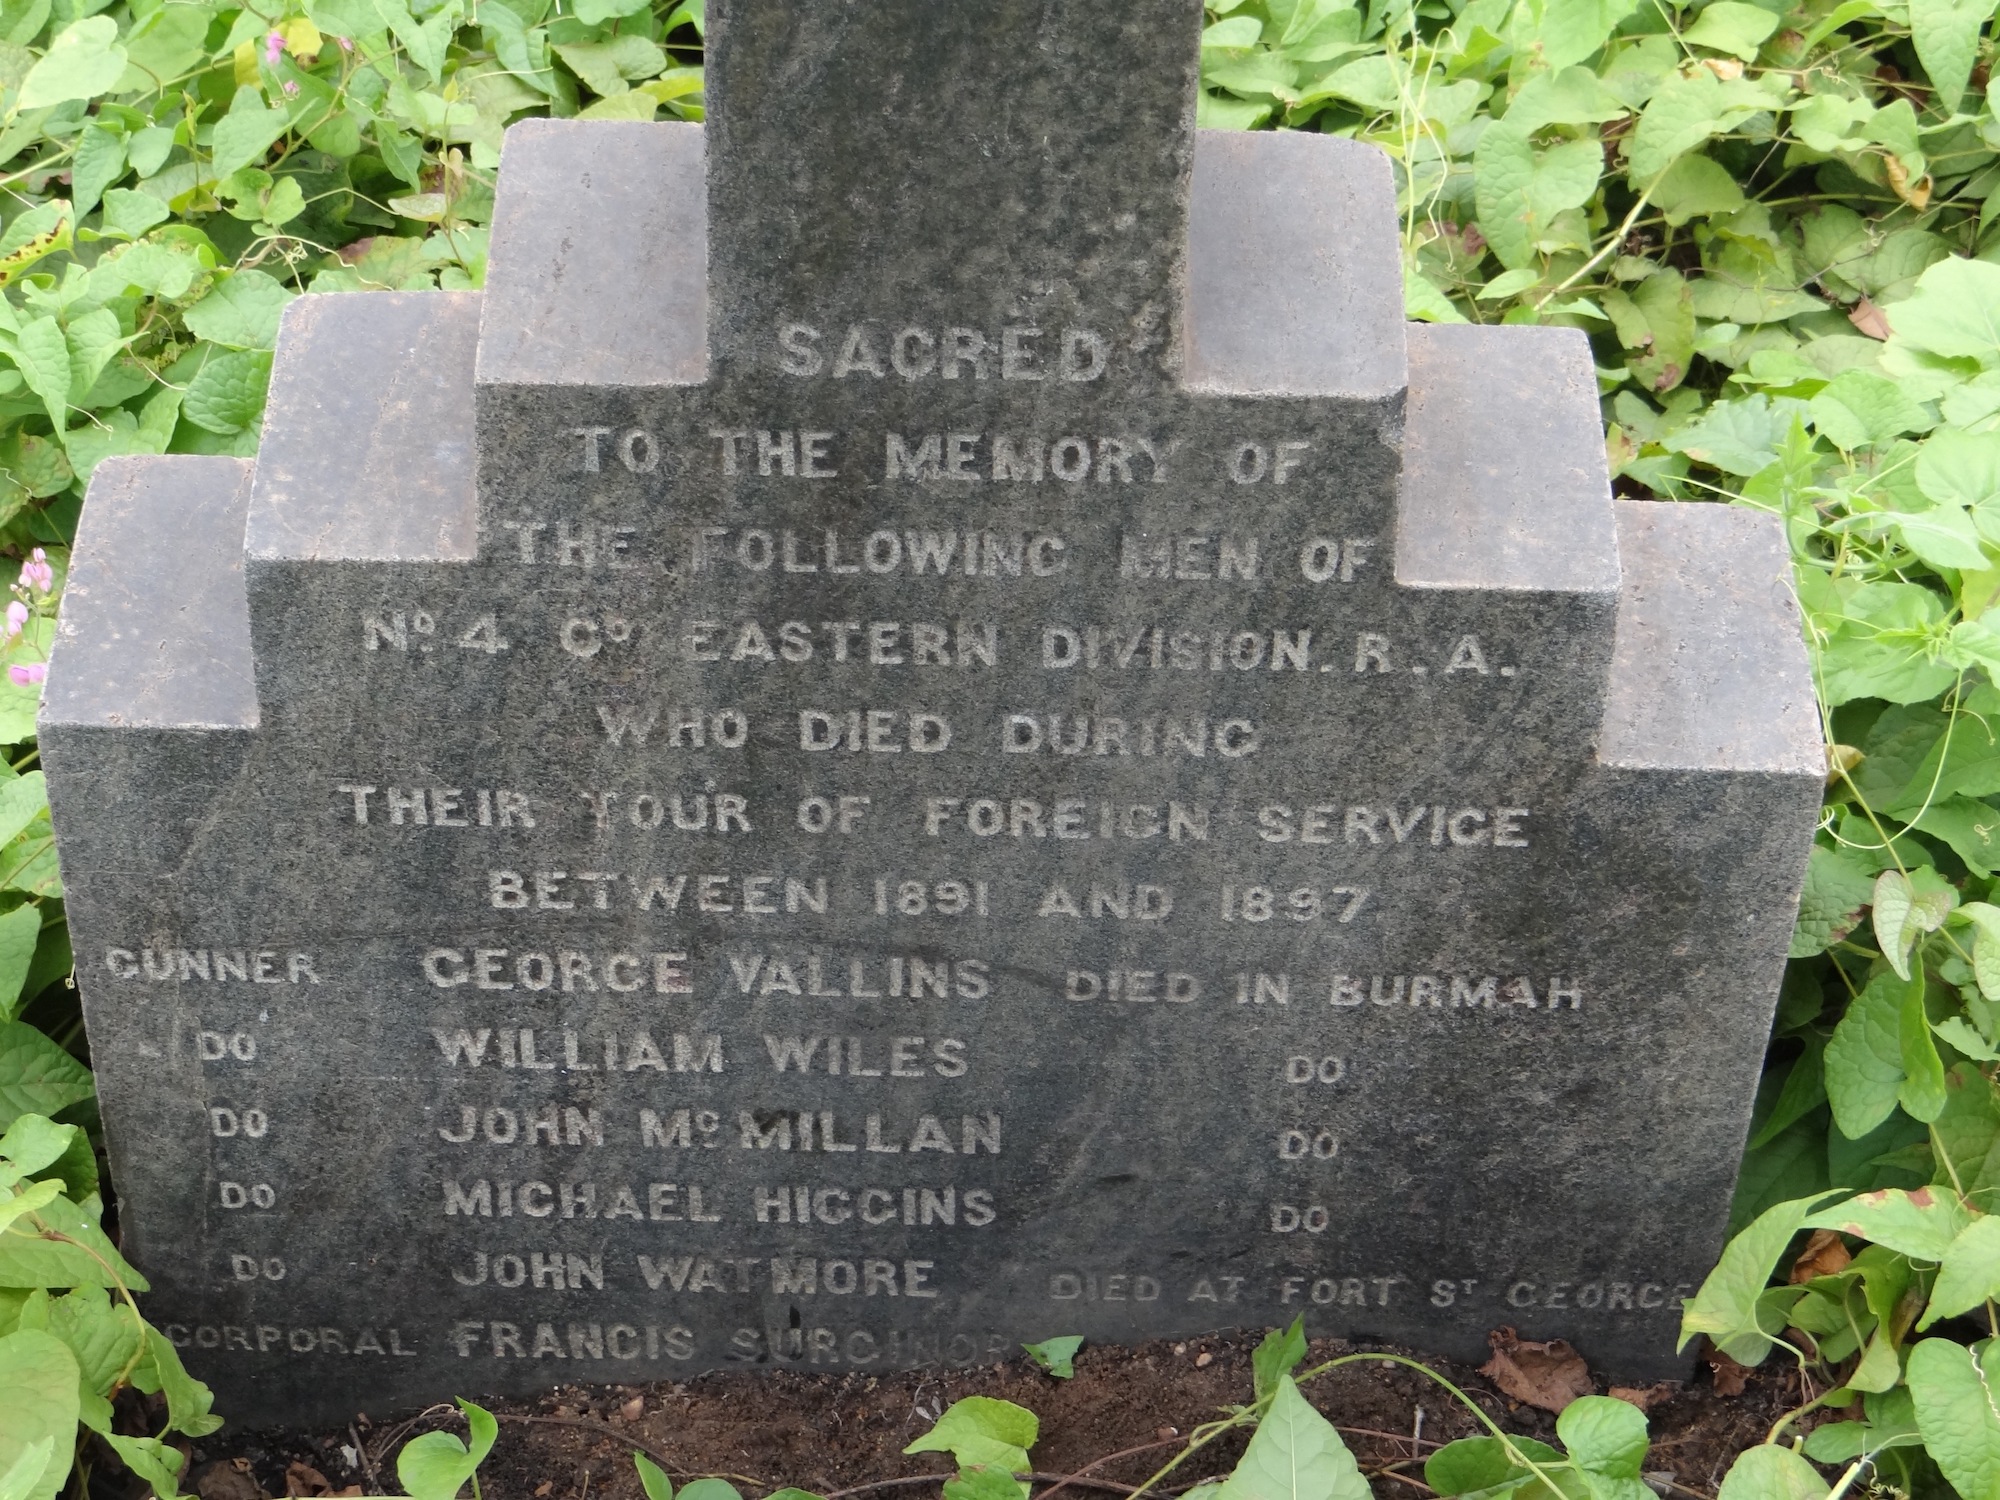 SACRED
TO THE MEMORY OF
THE FOLLOWING MEN OF
No. 4 Co EASTERN DIVISION. R. A.
WHO DIED DURING
THEIR TOUR OF FOREIGN SERVICE
BETWEEN 1891 AND 1897
GUNNER GEORGE VALLINS DIED IN BURMAH
DO WILLIAM WILES DO
DO JOHN Mc MILLAN DO
DO MICHAEL HIGGINS DO
DO JOHN WATMORE DIED AT FORT ST GEORGE
CORPORAL FRANCIS